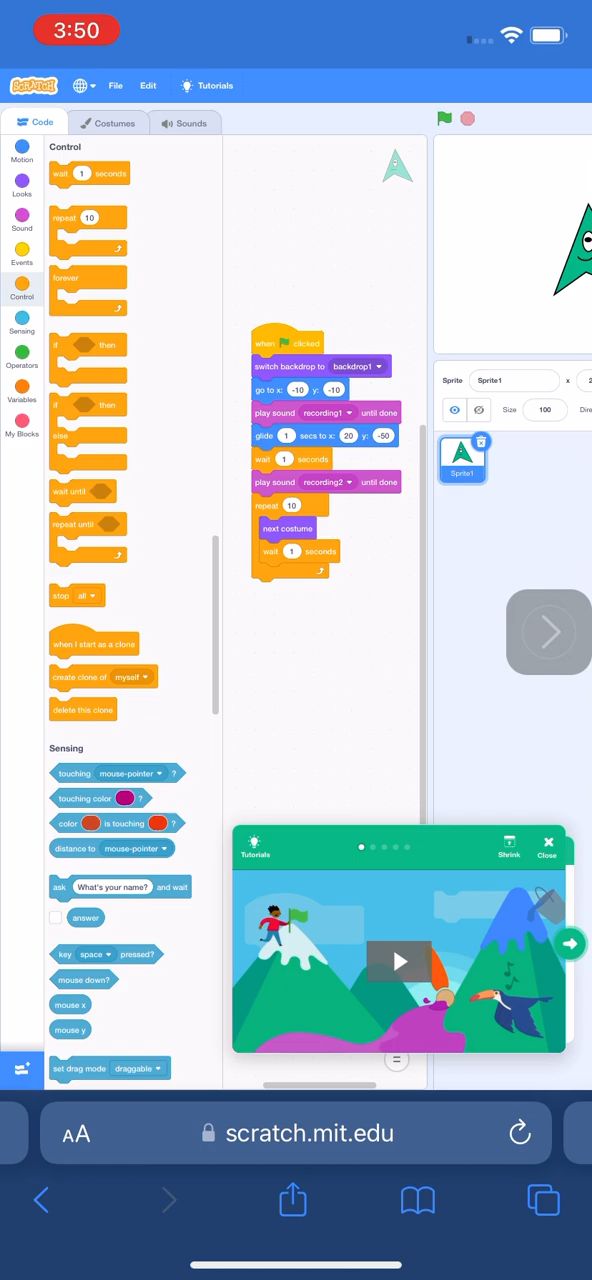 3:50
SCRATCH
File Edit Tutorials
Code Costumes Sounds
Motion
Looks
Sound
Events
Control
Sensing
Operators
Variables
My Blocks
Control
wait 1 seconds
repeat 10
forever
if then
if then
else
wait until
repeat until
stop all
when I start as a clone
create clone of myself
delete this clone
Sensing
touching mouse-pointer ?
touching color ?
color is touching ?
distance to mouse-pointer
ask What's your name? and wait
answer
key space pressed?
mouse down?
mouse x
mouse y
set drag mode draggable
when clicked
switch backdrop to backdrop1
go to x: -10 y: -10
play sound recording1 until done
glide 1 secs to x: 20 y: -50
wait 1 seconds
play sound recording2 until done
repeat 10
next costume
wait 1 seconds
Sprite Sprite1 x 2
Size 100 Dire
Sprite1
Tutorials Shrink Close
AA scratch.mit.edu